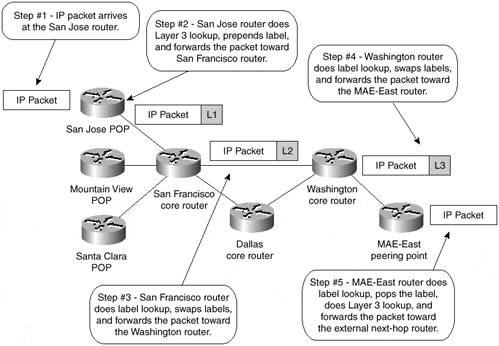 Step #1 - IP packet arrives
at the San Jose router.
Step #2 - San Jose router does
Layer 3 lookup, prepends label,
and forwards the packet toward
San Francisco router.
Step #4 - Washington router
does label lookup, swaps labels,
and forwards the packet toward
the MAE-East router.
IP Packet
San Jose POP
IP Packet L1
Mountain View
POP
San Francisco
core router
IP Packet L2
Washington
core router
IP Packet L3
Santa Clara
POP
Dallas
core router
MAE-East
peering point
IP Packet
Step #3 - San Francisco router
does label lookup, swaps labels,
and forwards the packet toward
the Washington router.
Step #5 - MAE-East router does
label lookup, pops the label,
does Layer 3 lookup, and
forwards the packet toward
the external next-hop router.